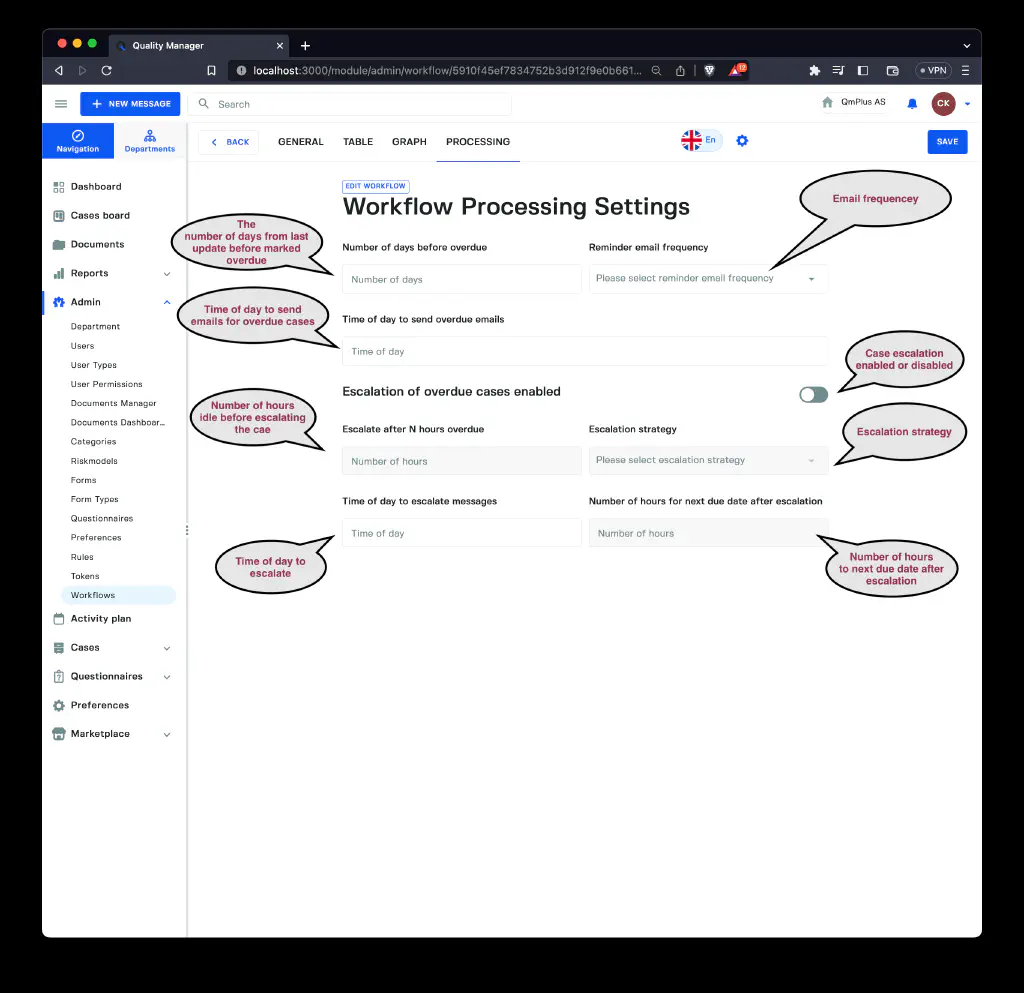 Quality Manager
localhost:3000/module/admin/workflow/5910f45ef7834752b3d912f9e0b661...
12
VPN
NEW MESSAGE
Search
QmPlus AS
CK
Navigation
Departments
BACK
GENERAL
TABLE
GRAPH
PROCESSING
En
SAVE
Dashboard
Cases board
Documents
Reports
Admin
Department
Users
User Types
User Permissions
Documents Manager
Documents Dashboar...
Categories
Riskmodels
Forms
Form Types
Questionnaires
Preferences
Rules
Tokens
Workflows
Activity plan
Cases
Questionnaires
Preferences
Marketplace
EDIT WORKFLOW
Workflow Processing Settings
Email frequencey
The
number of days from last
update before marked
overdue
Number of days before overdue
Number of days
Reminder email frequency
Please select reminder email frequency
Time of day to send
emails for overdue cases
Time of day to send overdue emails
Time of day
Case escalation
enabled or disabled
Escalation of overdue cases enabled
Number of hours
idle before escalating
the cae
Escalate after N hours overdue
Number of hours
Escalation strategy
Please select escalation strategy
Escalation strategy
Time of day to escalate messages
Time of day
Number of hours for next due date after escalation
Number of hours
Time of day to
escalate
Number of hours
to next due date after
escalation